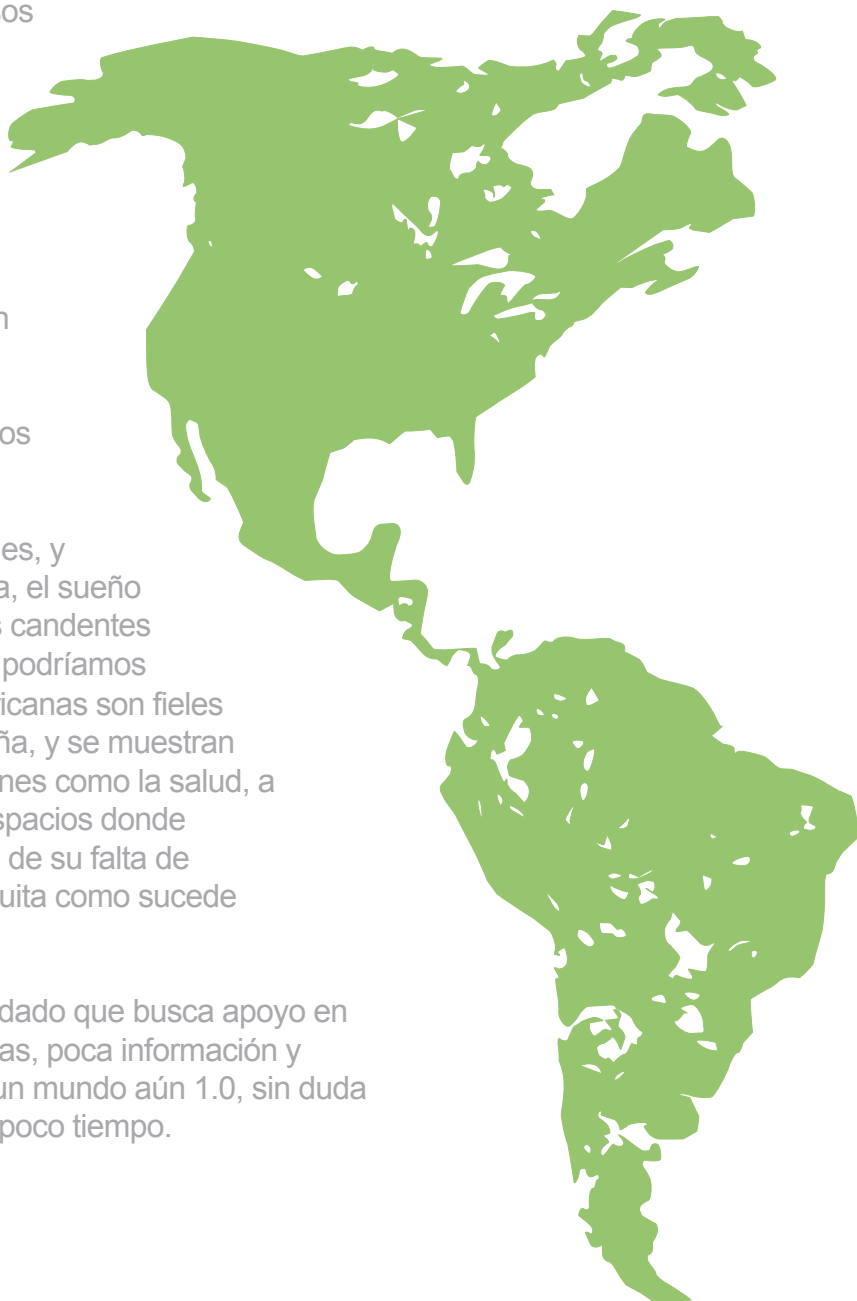 sos
n
os
es, y
a, el sueño
s candentes
podríamos
ricanas son fieles
ña, y se muestran
nes como la salud, a
spacios donde
de su falta de
uita como sucede
dado que busca apoyo en
as, poca información y
un mundo aún 1.0, sin duda
poco tiempo.